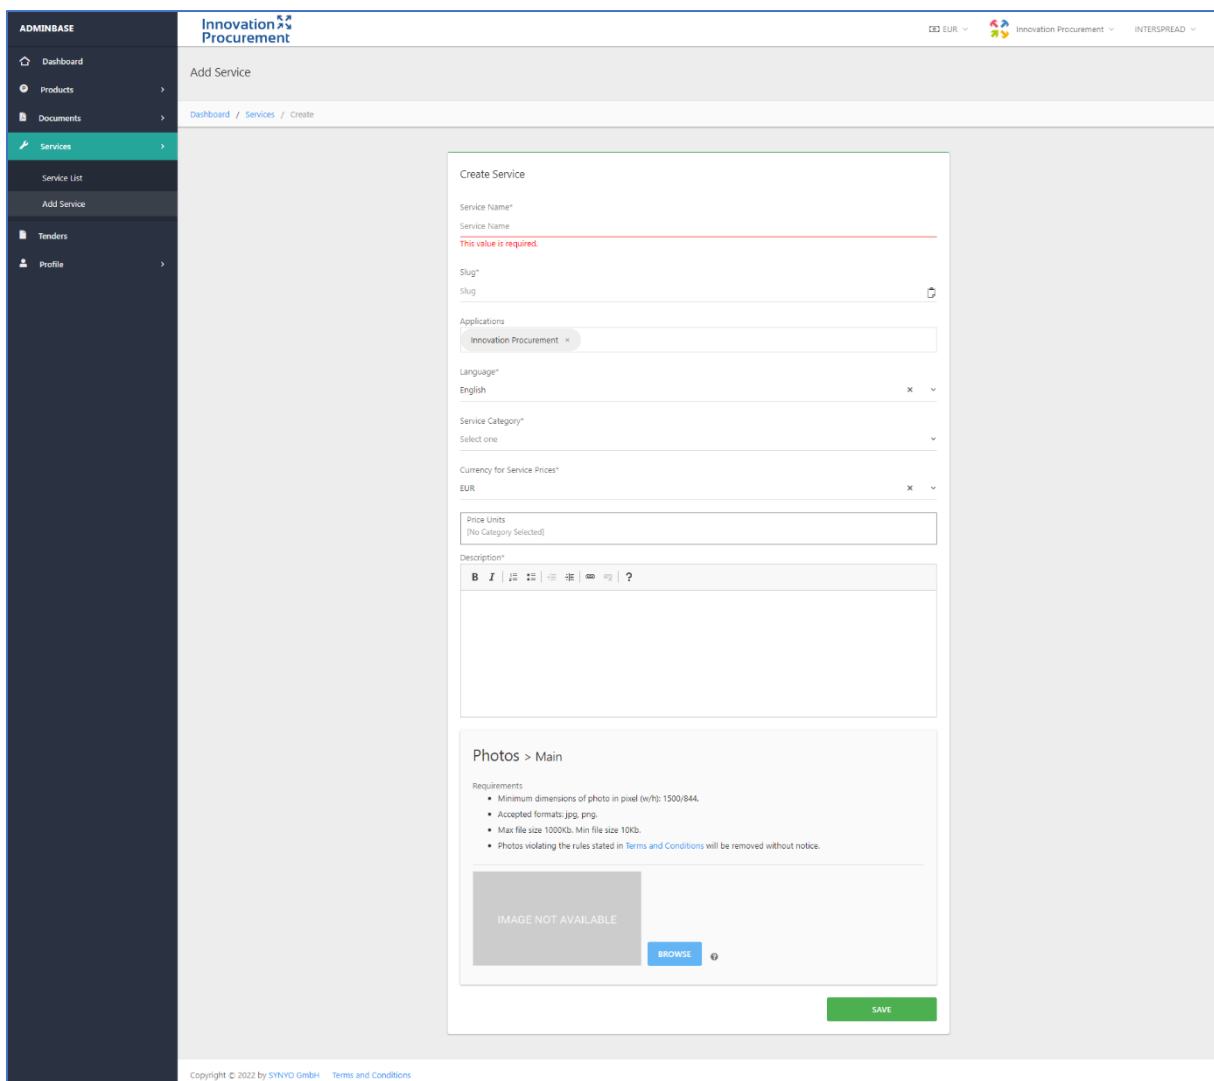 ADMINBASE
Innovation
Procurement
EUR
Innovation Procurement
INTERSPREAD
Dashboard
Products
Documents
Services
Service List
Add Service
Tenders
Profile
Add Service
Dashboard / Services / Create
Create Service
Service Name*
Service Name
This value is required.
Slug*
Slug
Applications
Innovation Procurement ×
Language*
English
Service Category*
Select one
Currency for Service Prices*
EUR
Price Units
[No Category Selected]
Description*
B I ?
Photos > Main
Requirements
• Minimum dimensions of photo in pixel (w/h): 1500/844.
• Accepted formats: jpg, png.
• Max file size 1000Kb. Min file size 10Kb.
• Photos violating the rules stated in Terms and Conditions will be removed without notice.
IMAGE NOT AVAILABLE
BROWSE
SAVE
Copyright © 2022 by SYNYO GmbH Terms and Conditions